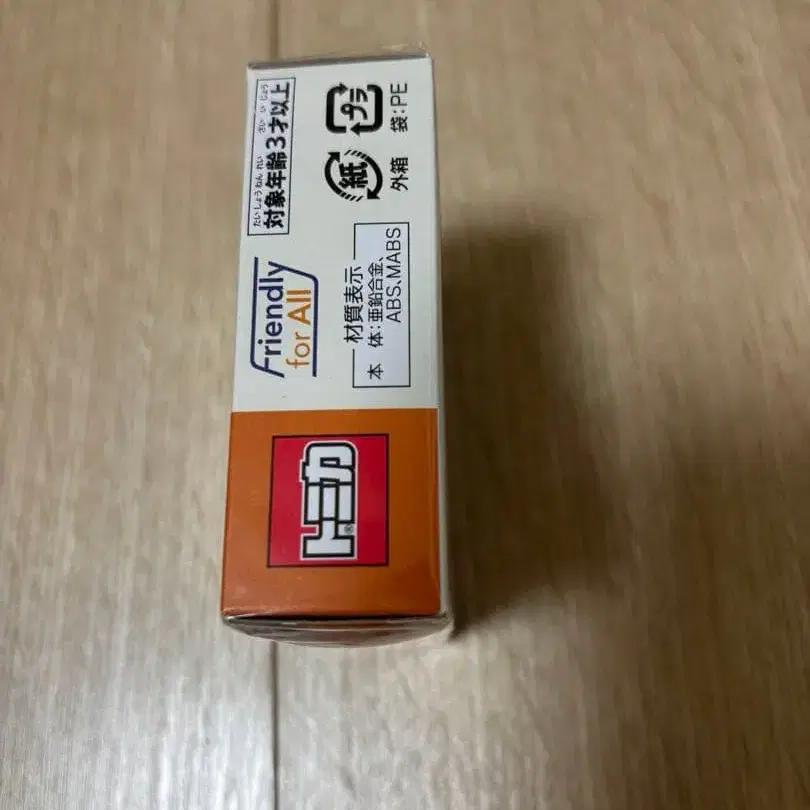 トミカ®
Friendly
for All
たいしょうねんれい さい いじょう
対象年齢3才以上
材質表示
本 体:亜鉛合金、
ABS、MABS
紙 プラ
外箱 袋:PE